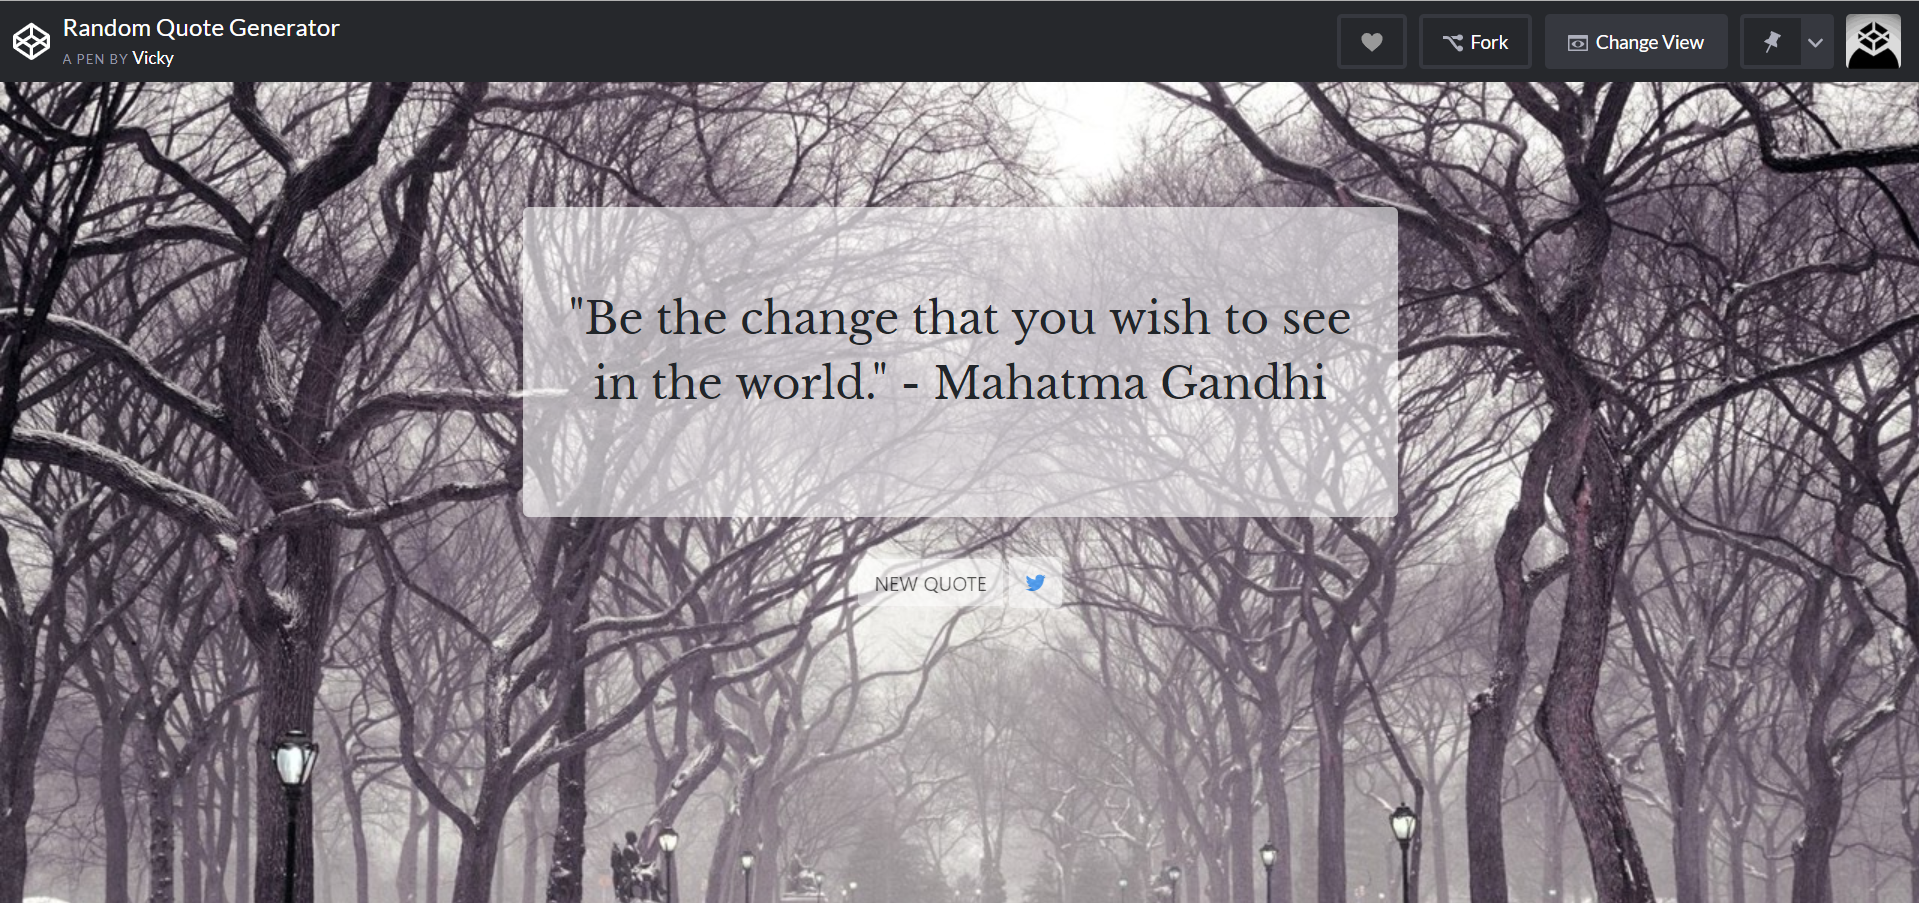 Random Quote Generator
A PEN BY Vicky
Fork
Change View
"Be the change that you wish to see
in the world." - Mahatma Gandhi
NEW QUOTE